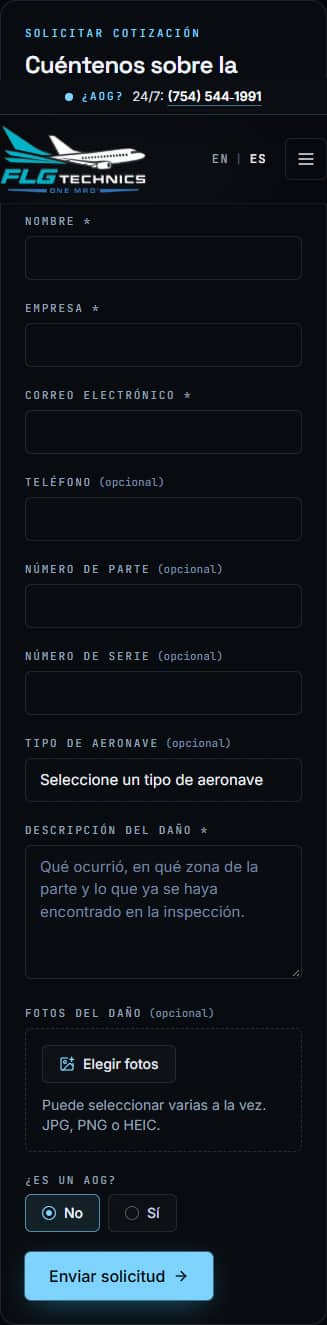 SOLICITAR COTIZACIÓN
Cuéntenos sobre la
¿AOG? 24/7: (754) 544-1991
FLG TECHNICS
ONE MRO
EN | ES
NOMBRE *
EMPRESA *
CORREO ELECTRÓNICO *
TELÉFONO (opcional)
NÚMERO DE PARTE (opcional)
NÚMERO DE SERIE (opcional)
TIPO DE AERONAVE (opcional)
Seleccione un tipo de aeronave
DESCRIPCIÓN DEL DAÑO *
Qué ocurrió, en qué zona de la
parte y lo que ya se haya
encontrado en la inspección.
FOTOS DEL DAÑO (opcional)
Elegir fotos
Puede seleccionar varias a la vez.
JPG, PNG o HEIC.
¿ES UN AOG?
No Sí
Enviar solicitud →